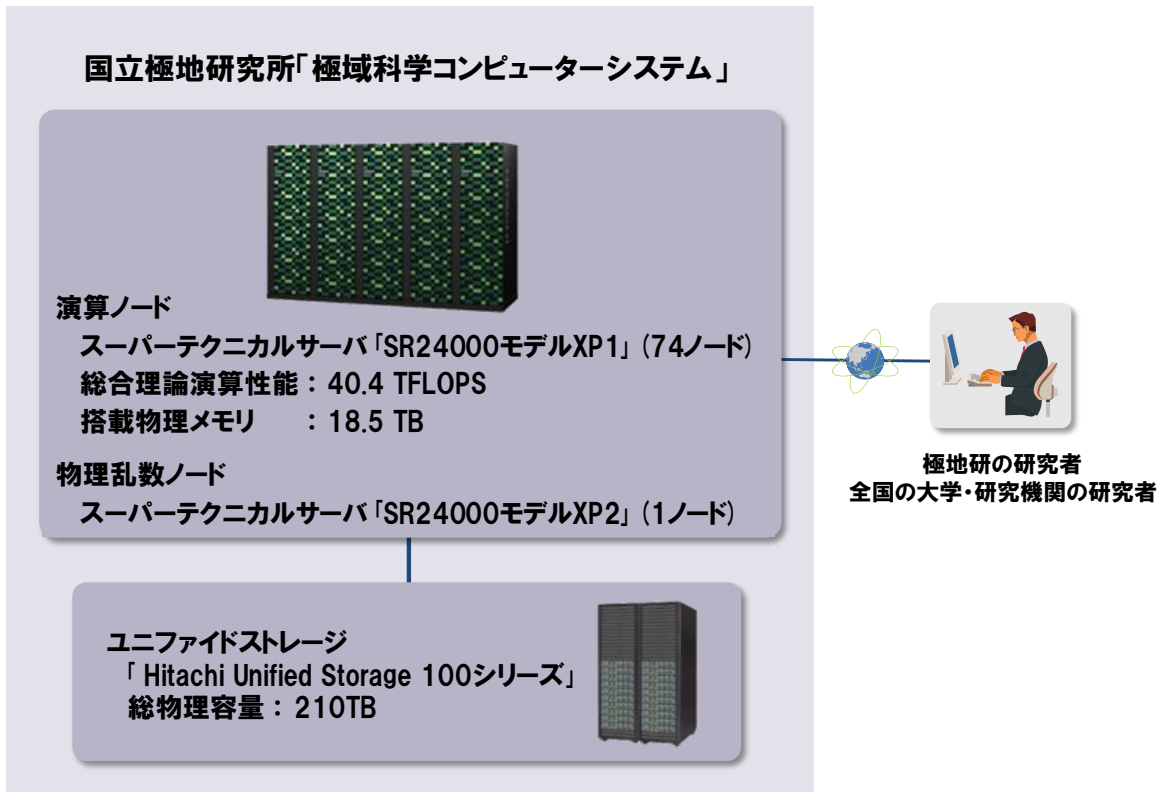 国立極地研究所「極域科学コンピューターシステム」
演算ノード
スーパーテクニカルサーバ「SR24000モデルXP1」(74ノード)
総合理論演算性能 : 40.4 TFLOPS
搭載物理メモリ : 18.5 TB
物理乱数ノード
スーパーテクニカルサーバ「SR24000モデルXP2」(1ノード)
極地研の研究者
全国の大学・研究機関の研究者
ユニファイドストレージ
「 Hitachi Unified Storage 100シリーズ」
総物理容量 : 210TB